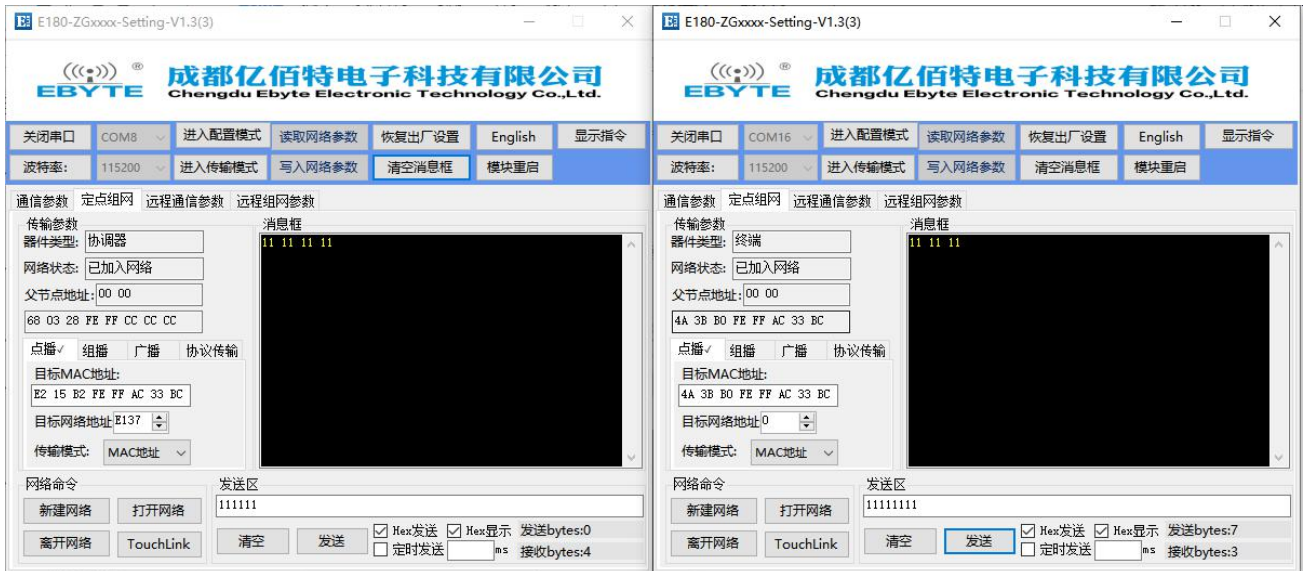 E180-ZGxxxx-Setting-V1.3(3)
EBYTE ®
成都亿佰特电子科技有限公司
Chengdu Ebyte Electronic Technology Co.,Ltd.
关闭串口 COM8 进入配置模式 读取网络参数 恢复出厂设置 English 显示指令
波特率: 115200 进入传输模式 写入网络参数 清空消息框 模块重启
通信参数 定点组网 远程通信参数 远程组网参数
传输参数 消息框
器件类型: 协调器
11 11 11 11
网络状态: 已加入网络
父节点地址: 00 00
68 03 28 FE FF CC CC CC
点播√ 组播 广播 协议传输
目标MAC地址:
E2 15 B2 FE FF AC 33 BC
目标网络地址 E137
传输模式: MAC地址
网络命令 发送区
新建网络 打开网络 111111
离开网络 TouchLink 清空 发送
Hex发送 Hex显示 发送bytes:0
定时发送 ms 接收bytes:4
E180-ZGxxxx-Setting-V1.3(3)
EBYTE ®
成都亿佰特电子科技有限公司
Chengdu Ebyte Electronic Technology Co.,Ltd.
关闭串口 COM16 进入配置模式 读取网络参数 恢复出厂设置 English 显示指令
波特率: 115200 进入传输模式 写入网络参数 清空消息框 模块重启
通信参数 定点组网 远程通信参数 远程组网参数
传输参数 消息框
器件类型: 终端
11 11 11
网络状态: 已加入网络
父节点地址: 00 00
4A 3B B0 FE FF AC 33 BC
点播√ 组播 广播 协议传输
目标MAC地址:
4A 3B B0 FE FF AC 33 BC
目标网络地址 0
传输模式: MAC地址
网络命令 发送区
新建网络 打开网络 11111111
离开网络 TouchLink 清空 发送
Hex发送 Hex显示 发送bytes:7
定时发送 ms 接收bytes:3